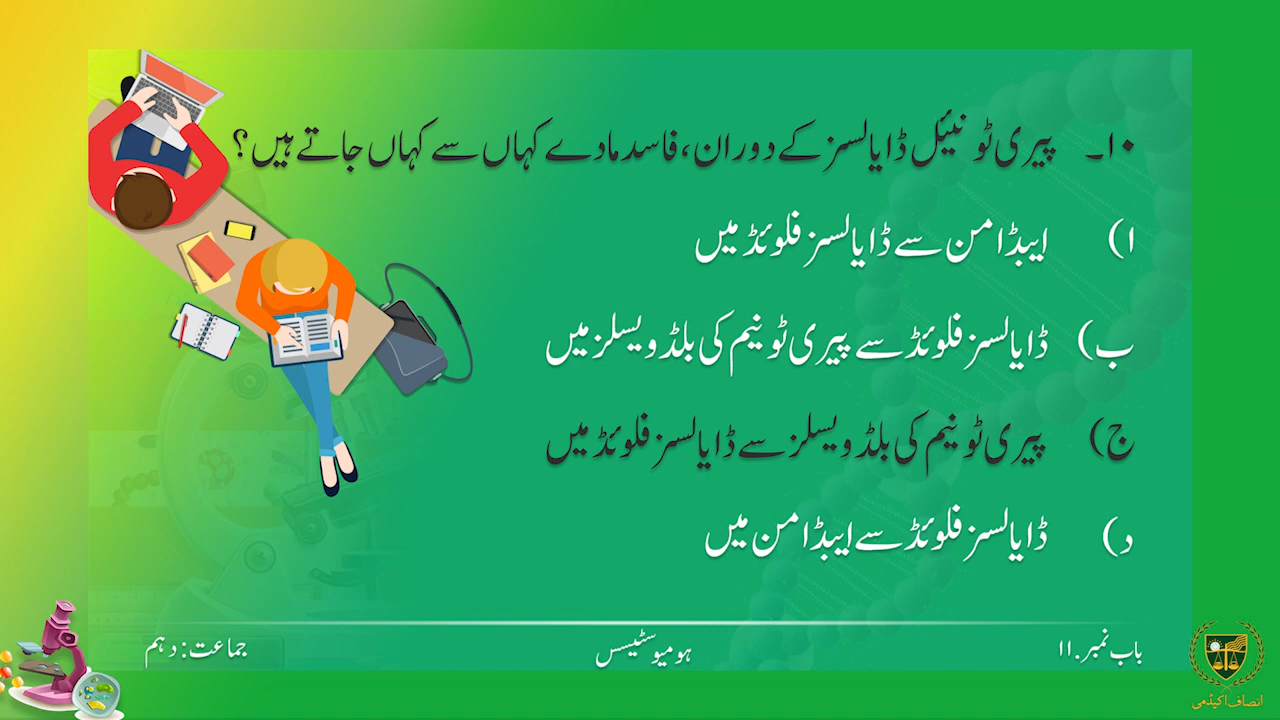 ۱۰۔ پیری ٹونیئل ڈایالسز کے دوران، فاسد مادے کہاں سے کہاں جاتے ہیں؟
ا) ایبڈامن سے ڈایالسز فلوئڈ میں
ب) ڈایالسز فلوئڈ سے پیری ٹونیم کی بلڈ ویسلز میں
ج) پیری ٹونیم کی بلڈ ویسلز سے ڈایالسز فلوئڈ میں
د) ڈایالسز فلوئڈ سے ایبڈامن میں
باب نمبر.۱۱ ہومیوسٹیسس جماعت: دہم
انصاف اکیڈمی